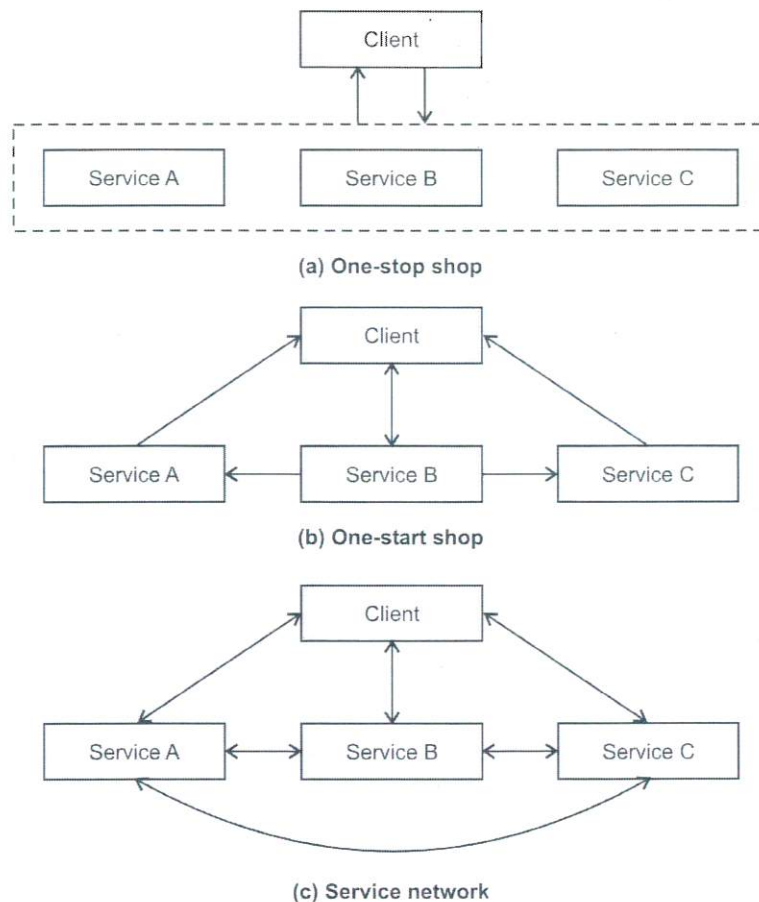 Client
Service A Service B Service C
(a) One-stop shop
Client
Service A Service B Service C
(b) One-start shop
Client
Service A Service B Service C
(c) Service network